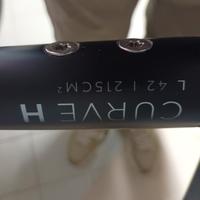 CURVE H
L 42 | 215CM²